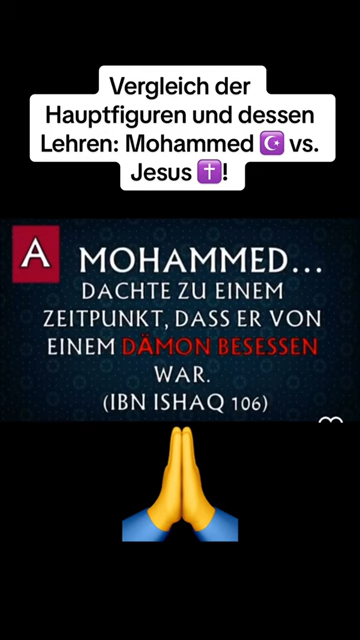 Vergleich der
Hauptfiguren und dessen
Lehren: Mohammed ☪️ vs.
Jesus ✝️!
A
MOHAMMED...
DACHTE ZU EINEM
ZEITPUNKT, DASS ER VON
EINEM DÄMON BESESSEN
WAR.
(IBN ISHAQ 106)